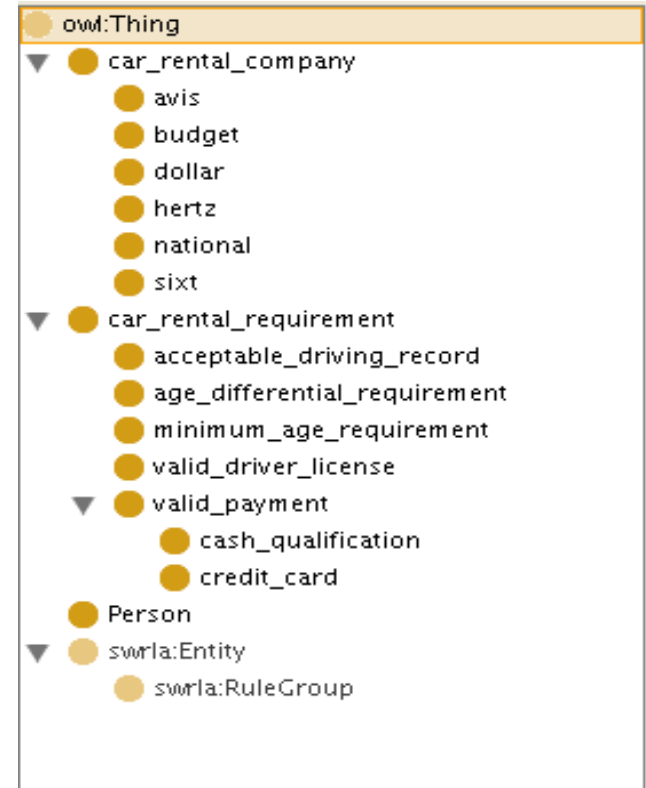 owl:Thing
car_rental_company
avis
budget
dollar
hertz
national
sixt
car_rental_requirement
acceptable_driving_record
age_differential_requirement
minimum_age_requirement
valid_driver_license
valid_payment
cash_qualification
credit_card
Person
swrla:Entity
swrla:RuleGroup